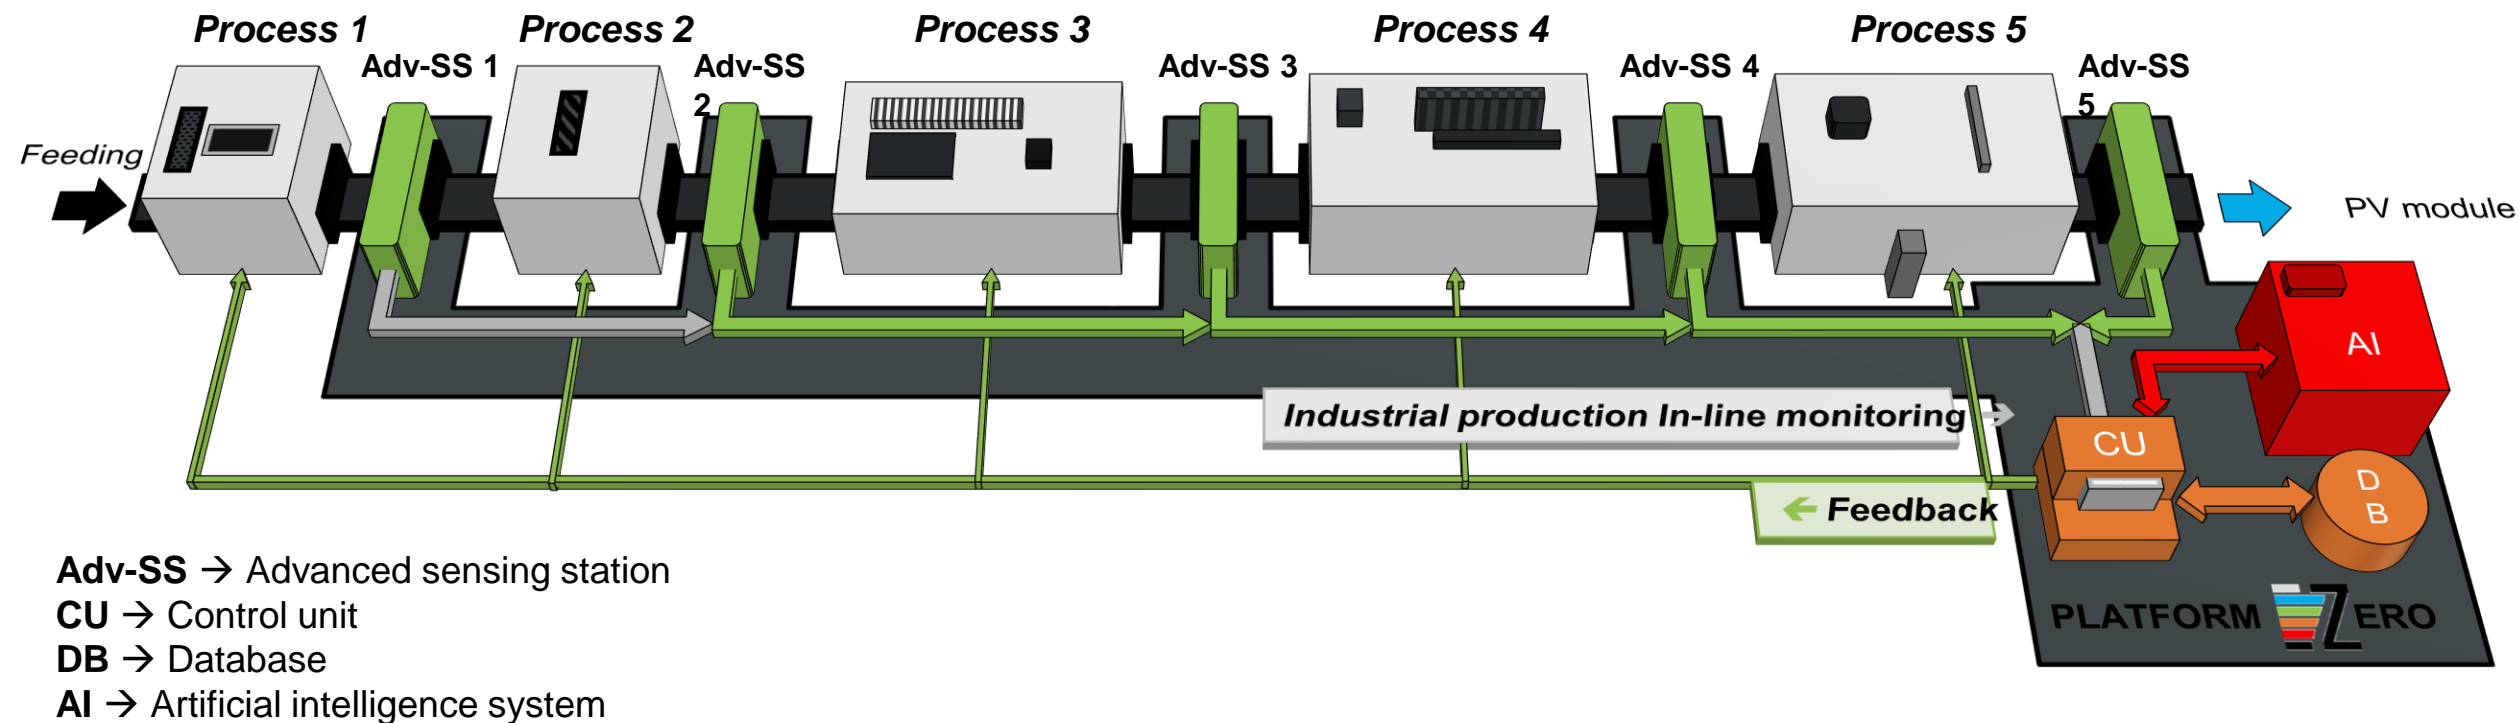 Process 1
Process 2
Process 3
Process 4
Process 5
Adv-SS 1
Adv-SS
2
Adv-SS 3
Adv-SS 4
Adv-SS
5
Feeding
PV module
AI
Industrial production In-line monitoring →
CU
D
B
← Feedback
PLATFORM ZERO
Adv-SS → Advanced sensing station
CU → Control unit
DB → Database
AI → Artificial intelligence system